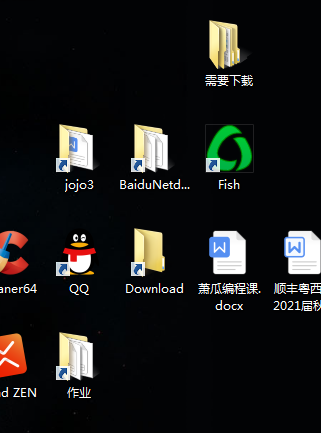 需要下载
jojo3
BaiduNetd...
Fish
aner64
QQ
Download
萧瓜编程课.
docx
顺丰粤西
2021届秋
d ZEN
作业